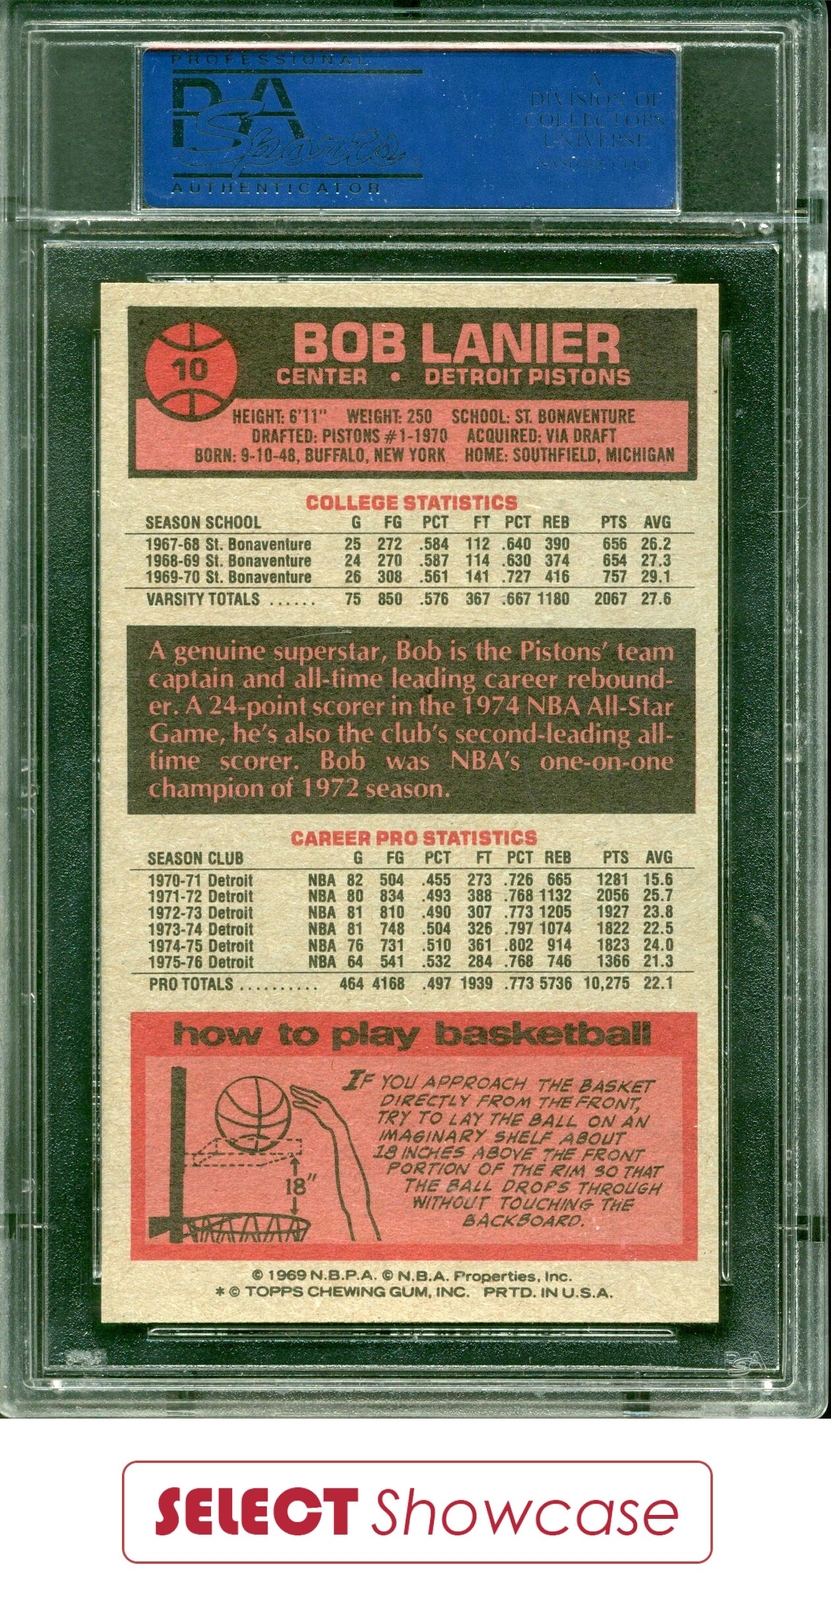 PROFESSIONAL
PSA
Sports
AUTHENTICATOR
A
DIVISION OF
COLLECTORS
UNIVERSE
10
BOB LANIER
CENTER • DETROIT PISTONS
HEIGHT: 6'11" WEIGHT: 250 SCHOOL: ST. BONAVENTURE
DRAFTED: PISTONS #1-1970 ACQUIRED: VIA DRAFT
BORN: 9-10-48, BUFFALO, NEW YORK HOME: SOUTHFIELD, MICHIGAN
COLLEGE STATISTICS
SEASON SCHOOL G FG PCT FT PCT REB PTS AVG
1967-68 St. Bonaventure 25 272 .584 112 .640 390 656 26.2
1968-69 St. Bonaventure 24 270 .587 114 .630 374 654 27.3
1969-70 St. Bonaventure 26 308 .561 141 .727 416 757 29.1
VARSITY TOTALS ...... 75 850 .576 367 .667 1180 2067 27.6
A genuine superstar, Bob is the Pistons' team
captain and all-time leading career rebound-
er. A 24-point scorer in the 1974 NBA All-Star
Game, he's also the club's second-leading all-
time scorer. Bob was NBA's one-on-one
champion of 1972 season.
CAREER PRO STATISTICS
SEASON CLUB G FG PCT FT PCT REB PTS AVG
1970-71 Detroit NBA 82 504 .455 273 .726 665 1281 15.6
1971-72 Detroit NBA 80 834 .493 388 .768 1132 2056 25.7
1972-73 Detroit NBA 81 810 .490 307 .773 1205 1927 23.8
1973-74 Detroit NBA 81 748 .504 326 .797 1074 1822 22.5
1974-75 Detroit NBA 76 731 .510 361 .802 914 1823 24.0
1975-76 Detroit NBA 64 541 .532 284 .768 746 1366 21.3
PRO TOTALS .......... 464 4168 .497 1939 .773 5736 10,275 22.1
how to play basketball
IF YOU APPROACH THE BASKET
DIRECTLY FROM THE FRONT,
TRY TO LAY THE BALL ON AN
IMAGINARY SHELF ABOUT
18 INCHES ABOVE THE FRONT
PORTION OF THE RIM SO THAT
THE BALL DROPS THROUGH
WITHOUT TOUCHING THE
BACKBOARD.
18"
© 1969 N.B.P.A. © N.B.A. Properties, Inc.
* © TOPPS CHEWING GUM, INC. PRTD. IN U.S.A.
PSA
SELECT Showcase